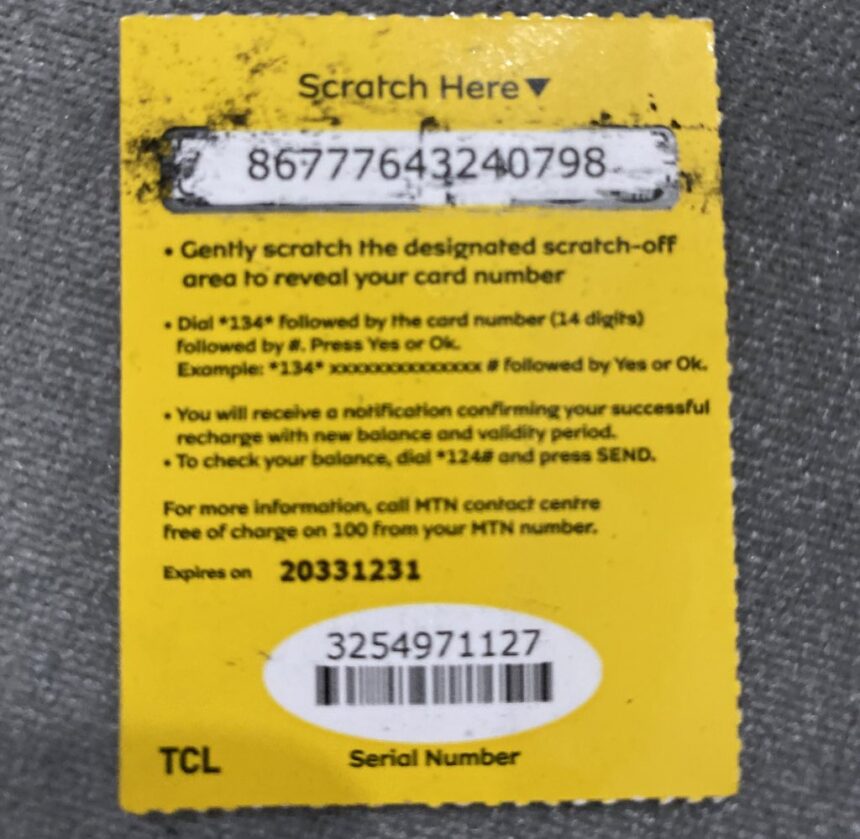 Scratch Here▼
86777643240798
• Gently scratch the designated scratch-off
area to reveal your card number
• Dial *134* followed by the card number (14 digits)
followed by #. Press Yes or Ok.
Example: *134* xxxxxxxxxxxxxx # followed by Yes or Ok.
• You will receive a notification confirming your successful
recharge with new balance and validity period.
• To check your balance, dial *124# and press SEND.
For more information, call MTN contact centre
free of charge on 100 from your MTN number.
Expires on 20331231
3254971127
TCL Serial Number